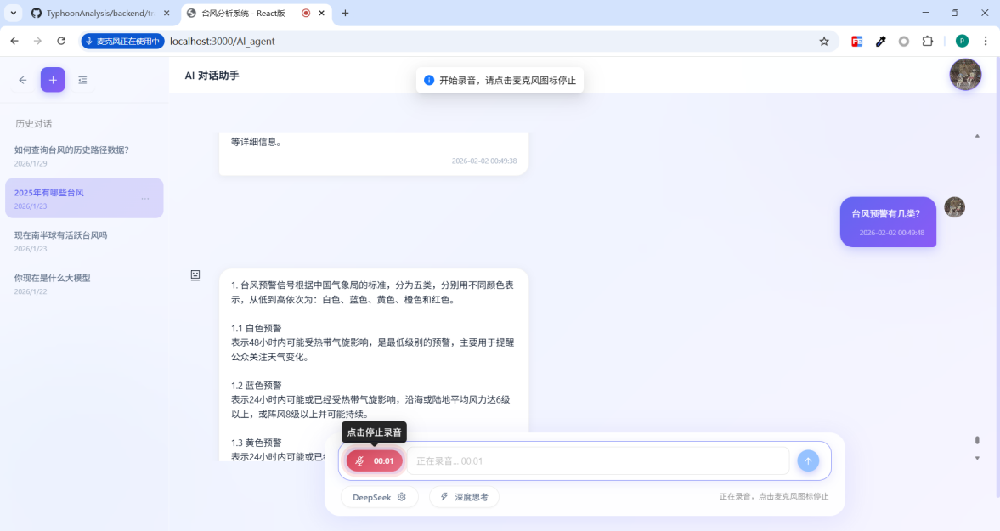 TyphoonAnalysis/backend/tr
台风分析系统 - React版
麦克风正在使用中
localhost:3000/AI_agent
P
AI 对话助手
开始录音，请点击麦克风图标停止
历史对话
如何查询台风的历史路径数据?
2026/1/29
2025年有哪些台风
2026/1/23
...
现在南半球有活跃台风吗
2026/1/23
你现在是什么大模型
2026/1/22
等详细信息。
2026-02-02 00:49:38
台风预警有几类?
2026-02-02 00:49:48
1. 台风预警信号根据中国气象局的标准，分为五类，分别用不同颜色表
示，从低到高依次为：白色、蓝色、黄色、橙色和红色。
1.1 白色预警
表示48小时内可能受热带气旋影响，是最低级别的预警，主要用于提醒
公众关注天气变化。
1.2 蓝色预警
表示24小时内可能或已经受热带气旋影响，沿海或陆地平均风力达6级
以上，或阵风8级以上并可能持续。
1.3 黄色预警
表示24小时内可能或已
点击停止录音
00:01
正在录音... 00:01
DeepSeek
深度思考
正在录音，点击麦克风图标停止